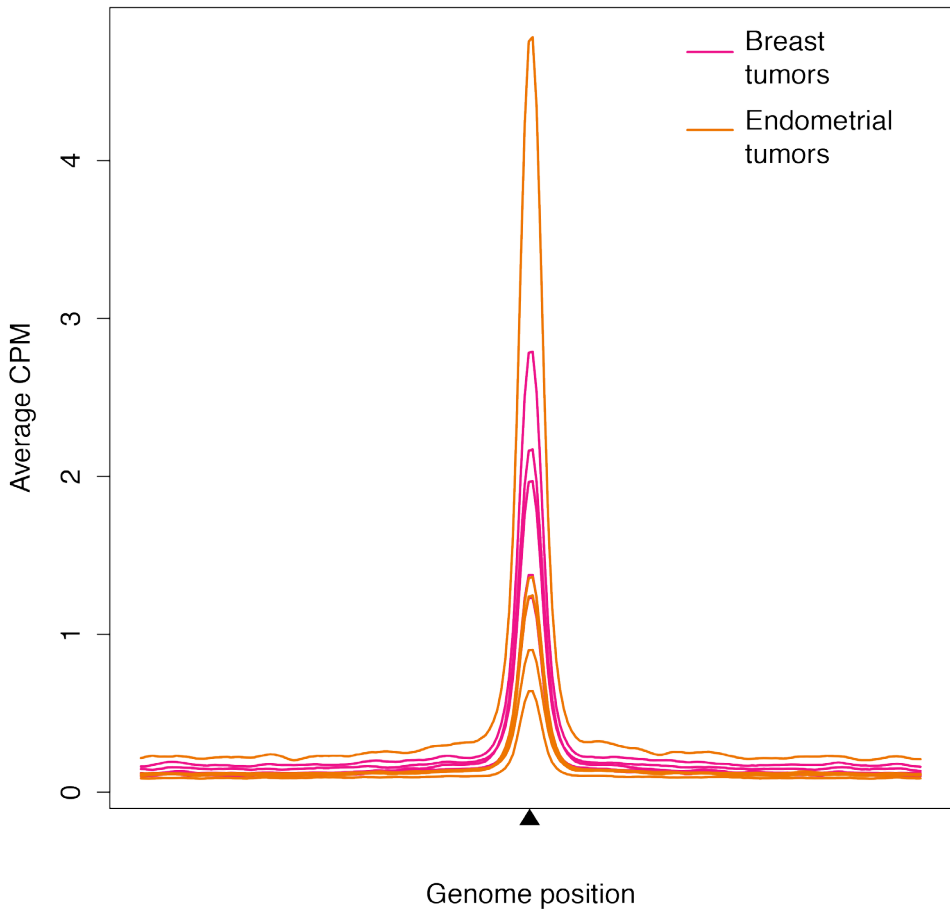 Breast
tumors
Endometrial
tumors
4
3
2
1
0
Average CPM
Genome position